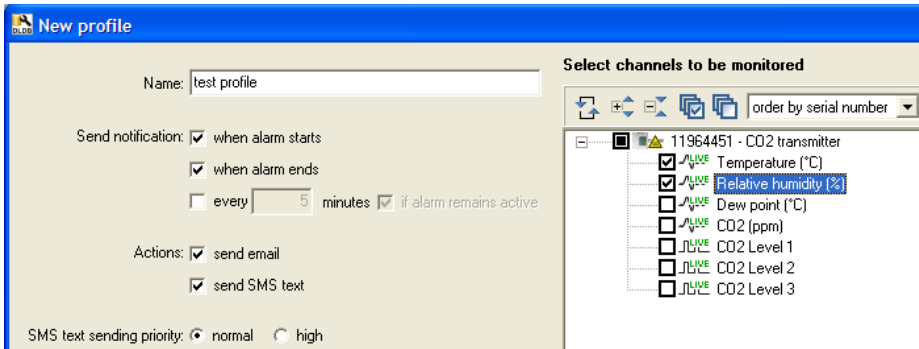 DLDB New profile
Name: test profile
Send notification: when alarm starts
when alarm ends
every 5 minutes if alarm remains active
Actions: send email
send SMS text
SMS text sending priority: normal high
Select channels to be monitored
order by serial number
11964451 - CO2 transmitter
LIVE Temperature (°C)
LIVE Relative humidity (%)
LIVE Dew point (°C)
LIVE CO2 (ppm)
LIVE CO2 Level 1
LIVE CO2 Level 2
LIVE CO2 Level 3